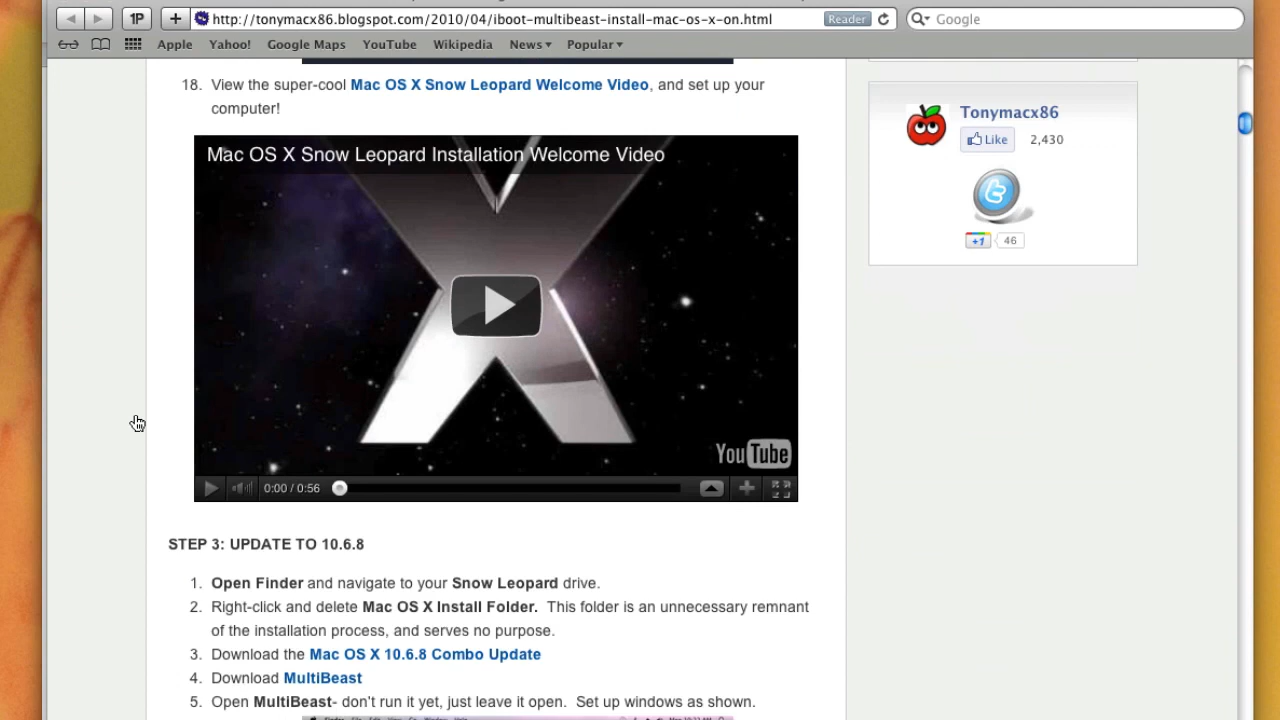 1P
+
http://tonymacx86.blogspot.com/2010/04/iboot-multibeast-install-mac-os-x-on.html
Reader
Google
Apple Yahoo! Google Maps YouTube Wikipedia News▾ Popular▾
18. View the super-cool Mac OS X Snow Leopard Welcome Video, and set up your
computer!
Mac OS X Snow Leopard Installation Welcome Video
YouTube
0:00 / 0:56
Tonymacx86
Like 2,430
+1 46
STEP 3: UPDATE TO 10.6.8
1. Open Finder and navigate to your Snow Leopard drive.
2. Right-click and delete Mac OS X Install Folder. This folder is an unnecessary remnant
of the installation process, and serves no purpose.
3. Download the Mac OS X 10.6.8 Combo Update
4. Download MultiBeast
5. Open MultiBeast- don't run it yet, just leave it open. Set up windows as shown.